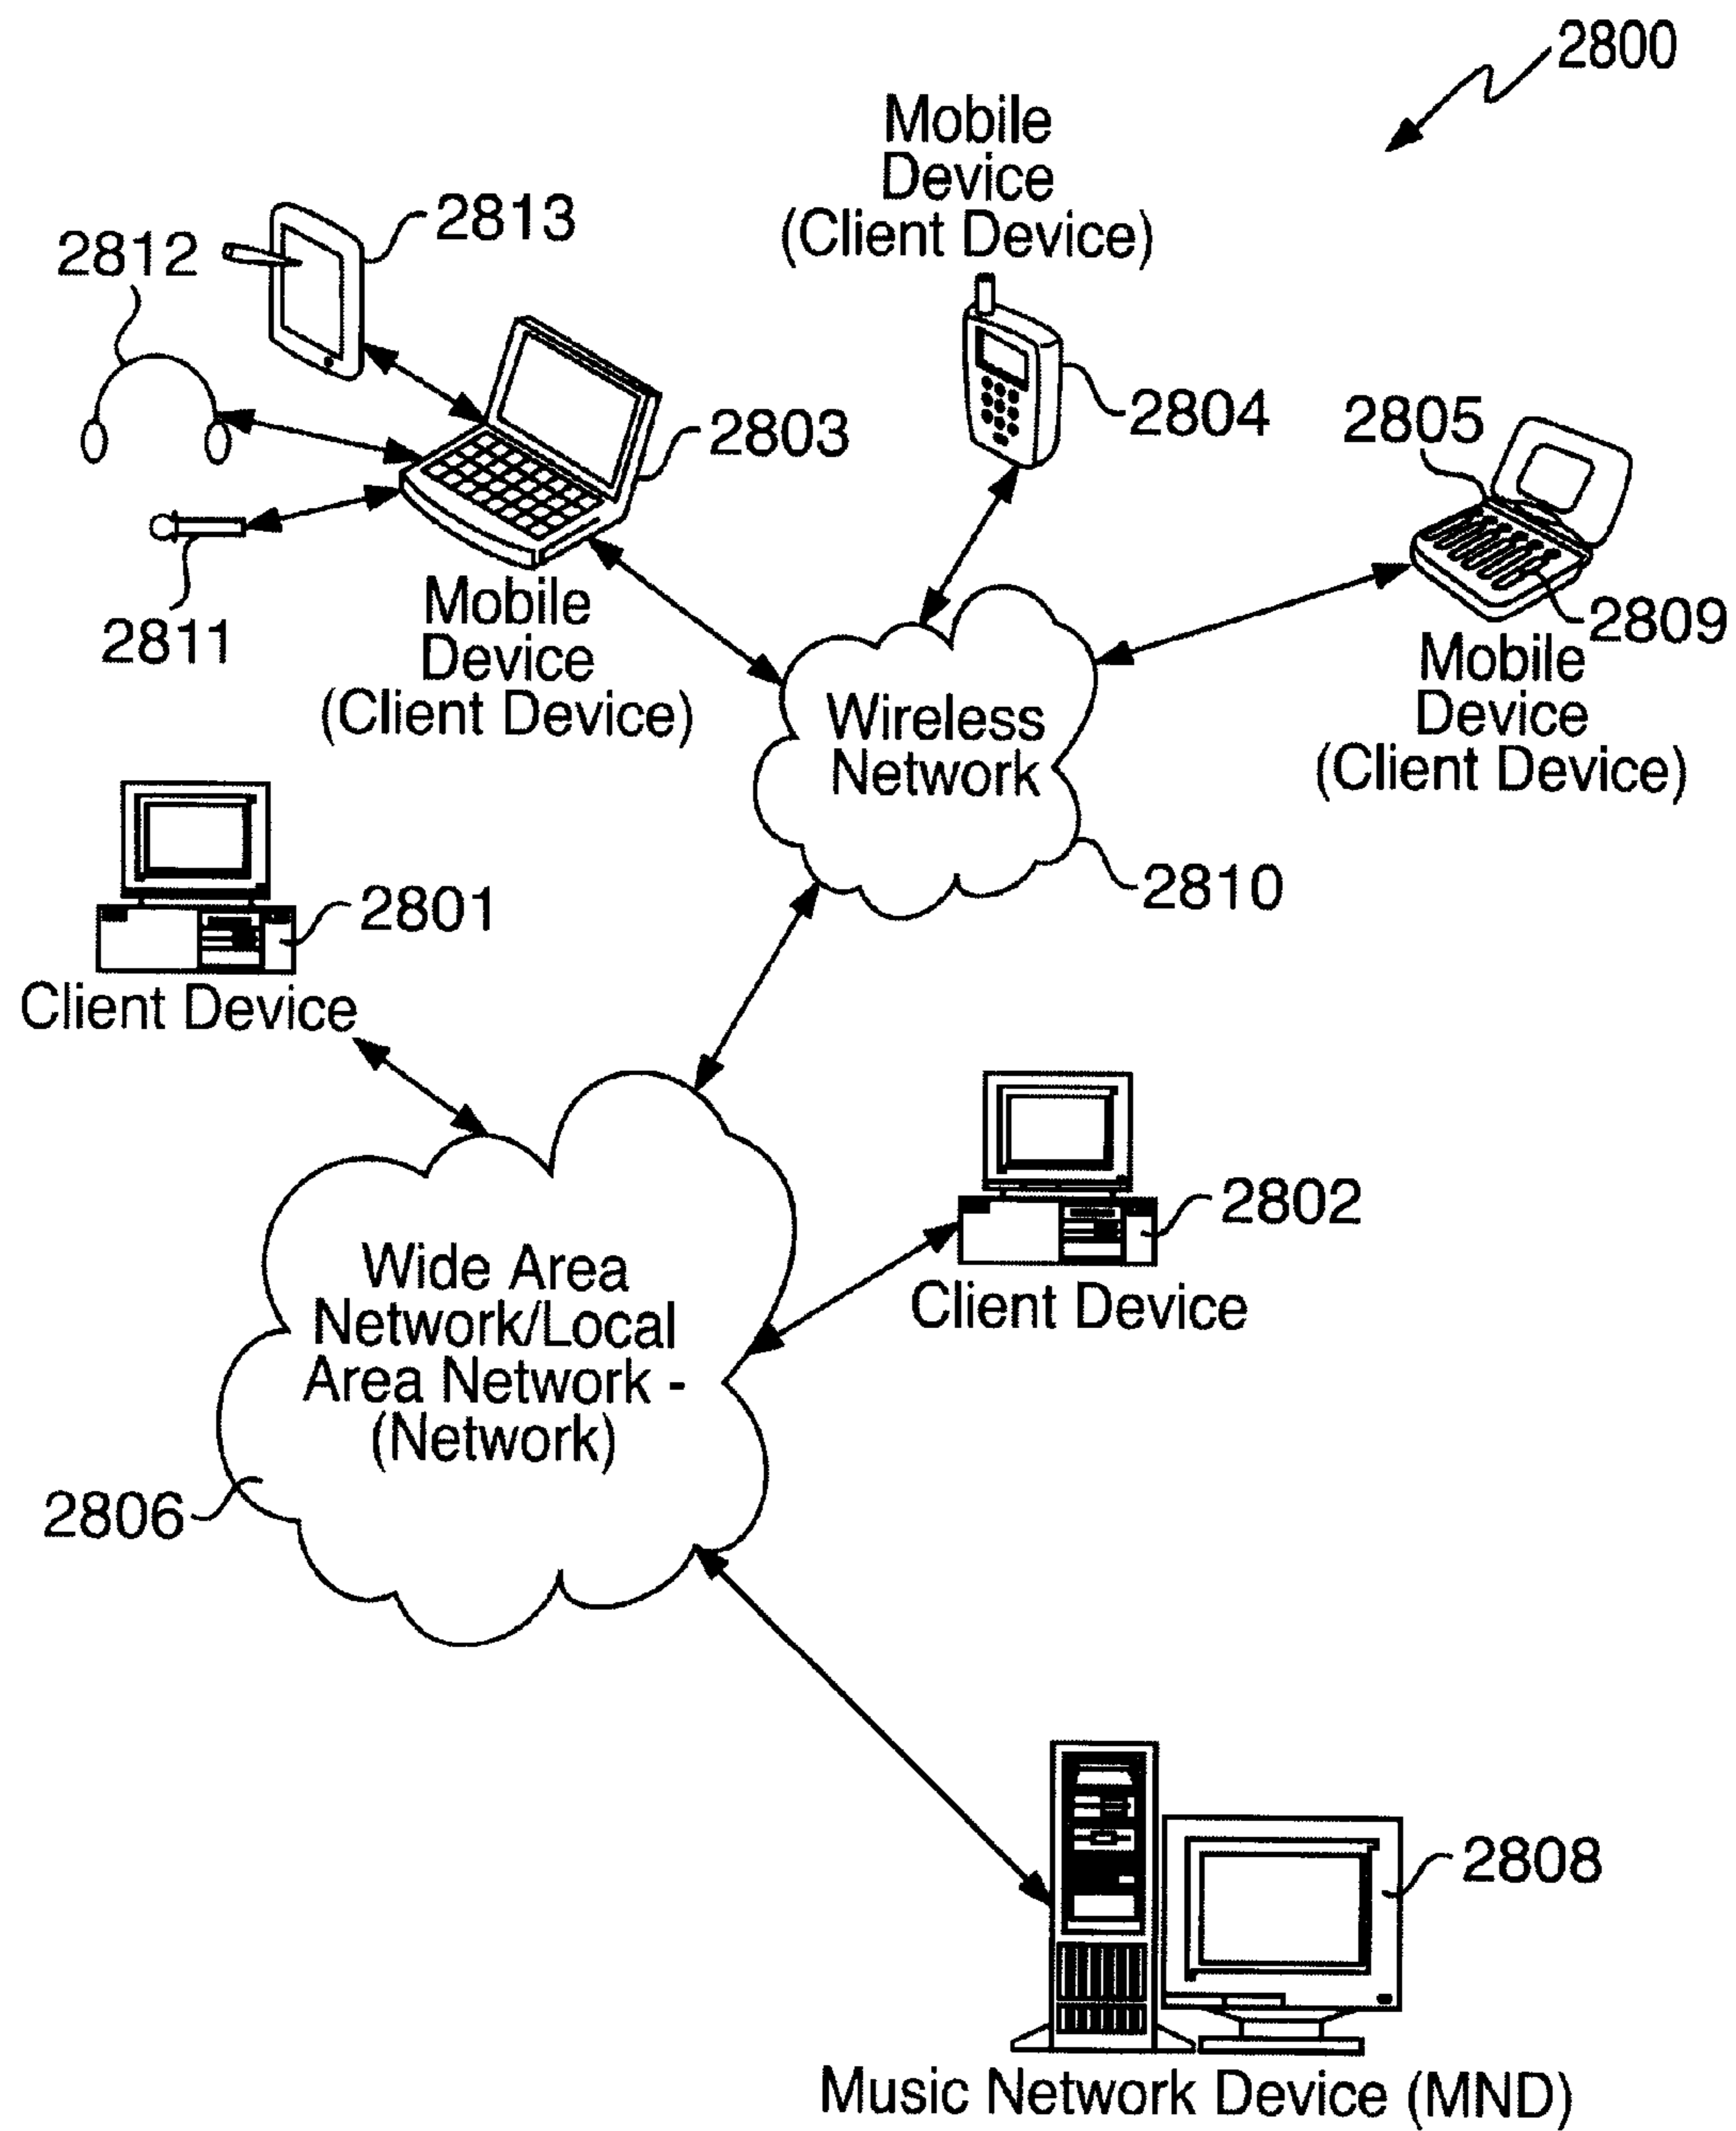 2800
Mobile
Device
(Client Device)
2813
2812
2803
2804
2805
2809
2811
Mobile
Device
(Client Device)
Mobile
Device
(Client Device)
Wireless
Network
2810
2801
Client Device
2802
Client Device
Wide Area
Network/Local
Area Network -
(Network)
2806
2808
Music Network Device (MND)